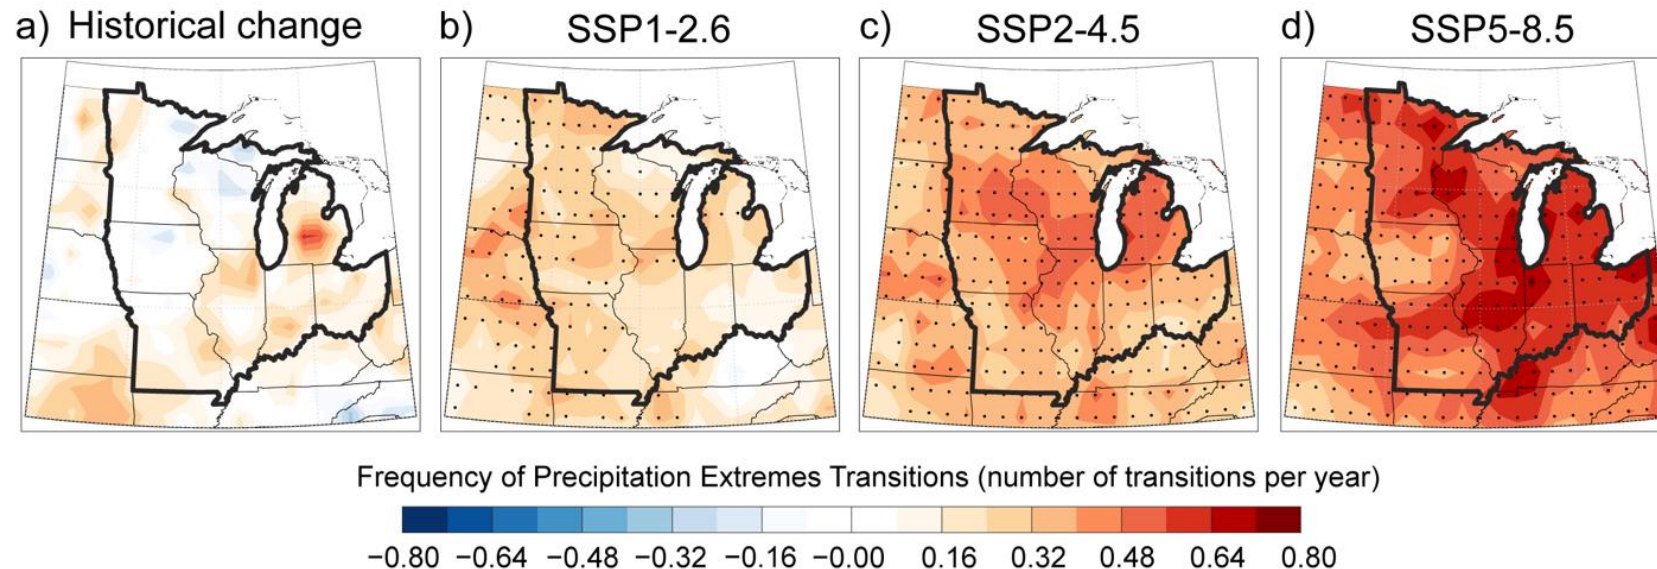 a) Historical change
b) SSP1-2.6
c) SSP2-4.5
d) SSP5-8.5
Frequency of Precipitation Extremes Transitions (number of transitions per year)
−0.80 −0.64 −0.48 −0.32 −0.16 −0.00 0.16 0.32 0.48 0.64 0.80